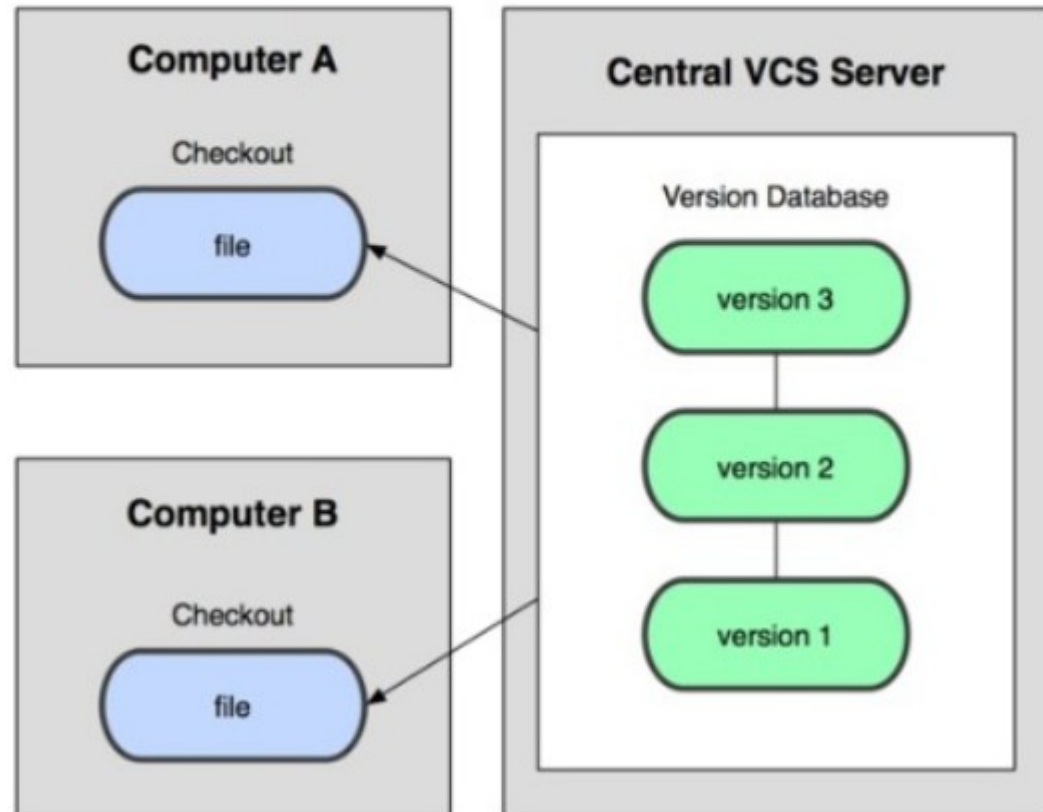 Computer A
Checkout
file
Computer B
Checkout
file
Central VCS Server
Version Database
version 3
version 2
version 1